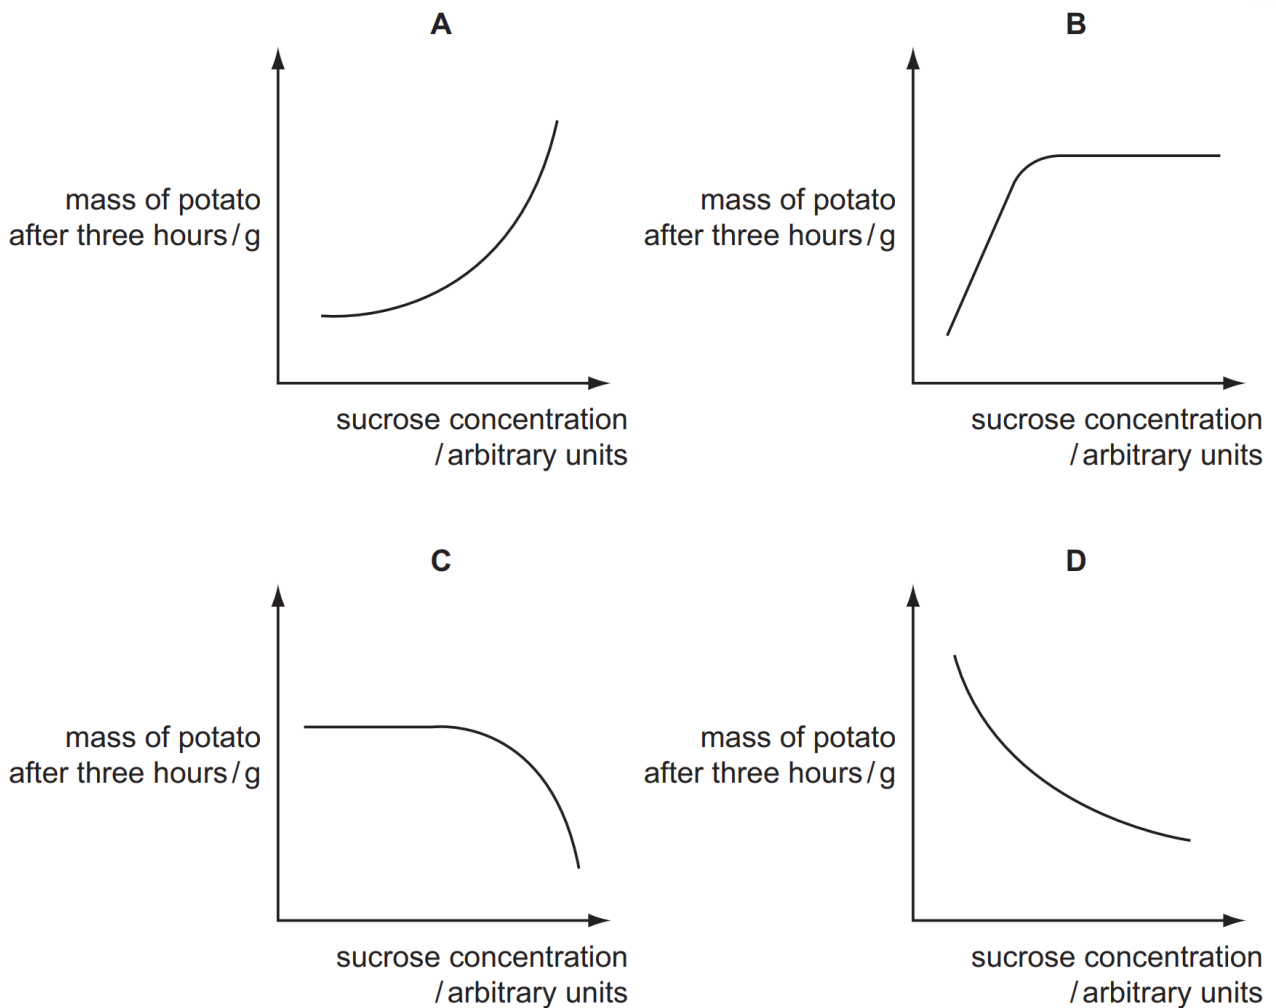 A
mass of potato
after three hours / g
sucrose concentration
/ arbitrary units
B
mass of potato
after three hours / g
sucrose concentration
/ arbitrary units
C
mass of potato
after three hours / g
sucrose concentration
/ arbitrary units
D
mass of potato
after three hours / g
sucrose concentration
/ arbitrary units